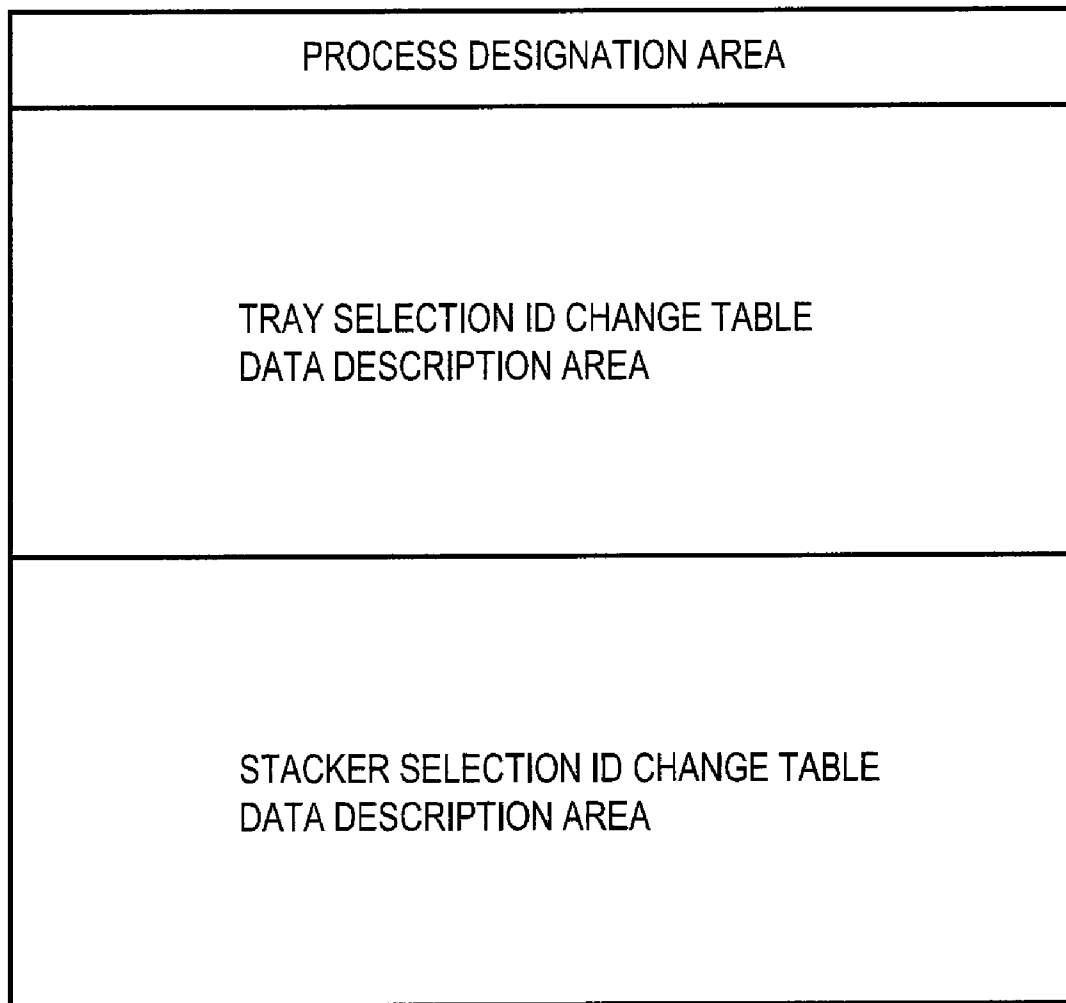 PROCESS DESIGNATION AREA
TRAY SELECTION ID CHANGE TABLE
DATA DESCRIPTION AREA
STACKER SELECTION ID CHANGE TABLE
DATA DESCRIPTION AREA